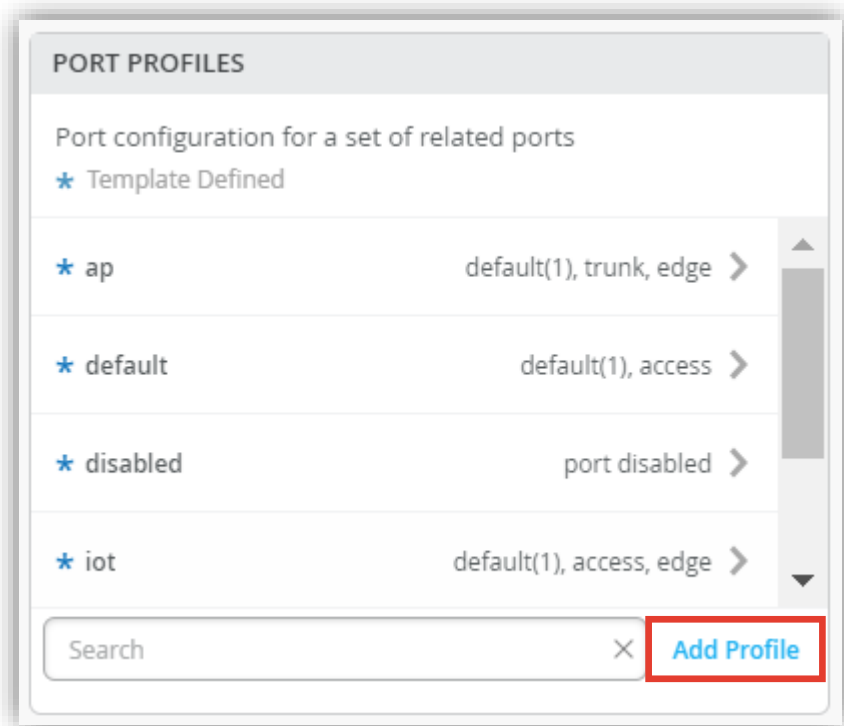 PORT PROFILES
Port configuration for a set of related ports
* Template Defined
* ap default(1), trunk, edge
* default default(1), access
* disabled port disabled
* iot default(1), access, edge
Search Add Profile